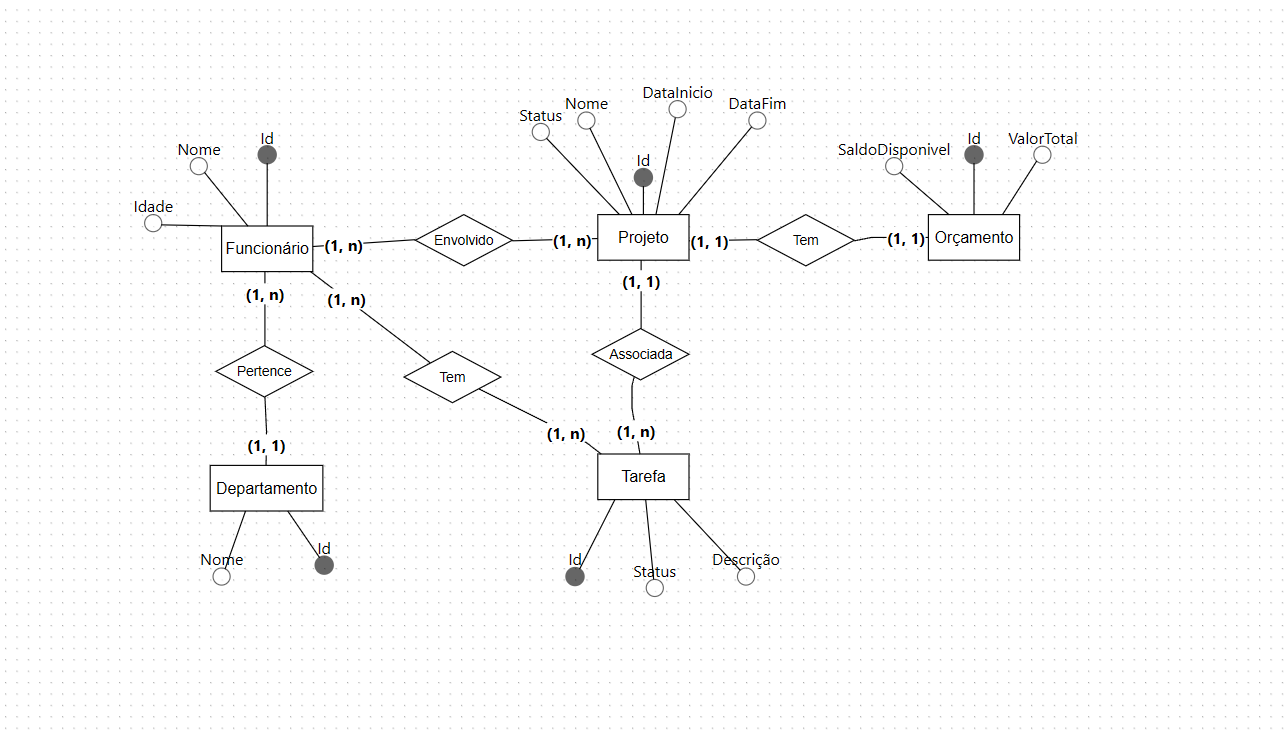 DataInicio
Nome
DataFim
Status
Id
Id
ValorTotal
Nome
SaldoDisponivel
Id
Idade
Funcionário
(1, n)
Envolvido
(1, n)
Projeto
(1, 1)
Tem
(1, 1)
Orçamento
(1, n)
(1, n)
(1, 1)
Associada
Pertence
Tem
(1, 1)
(1, n)
(1, n)
Departamento
Tarefa
Nome
Id
Id
Status
Descrição